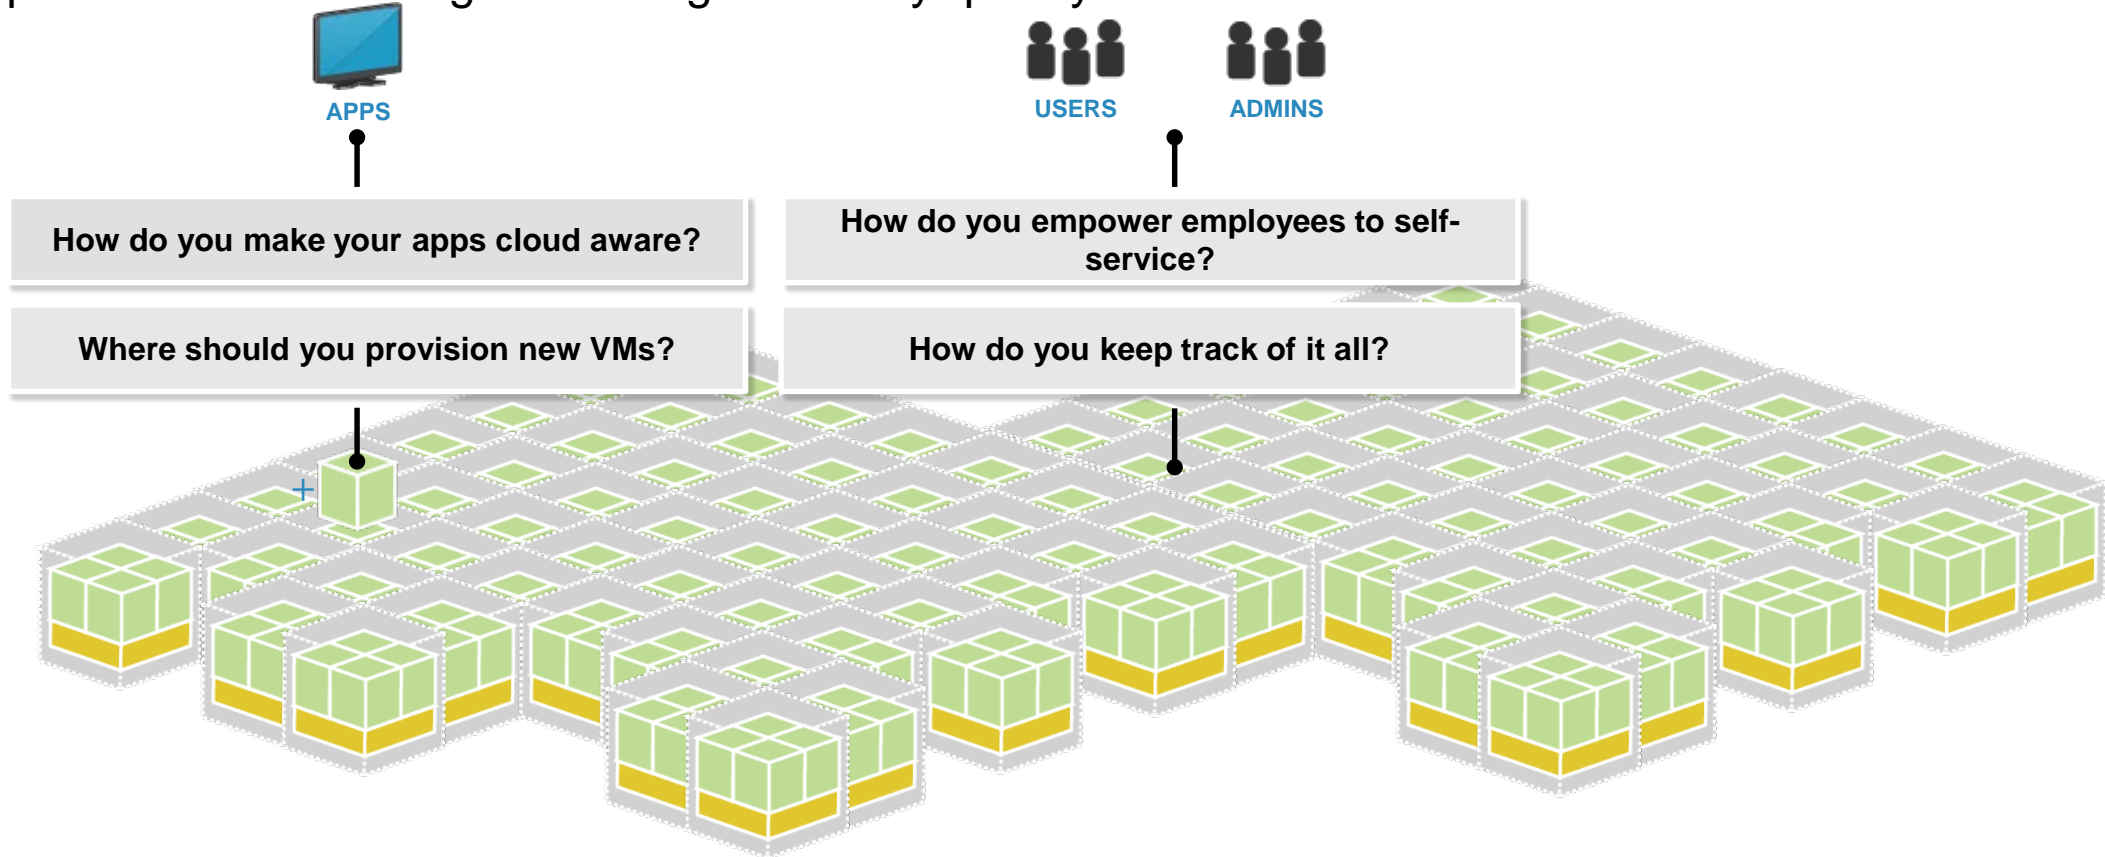 APPS
USERS
ADMINS
How do you make your apps cloud aware?
How do you empower employees to self-
service?
Where should you provision new VMs?
How do you keep track of it all?
+